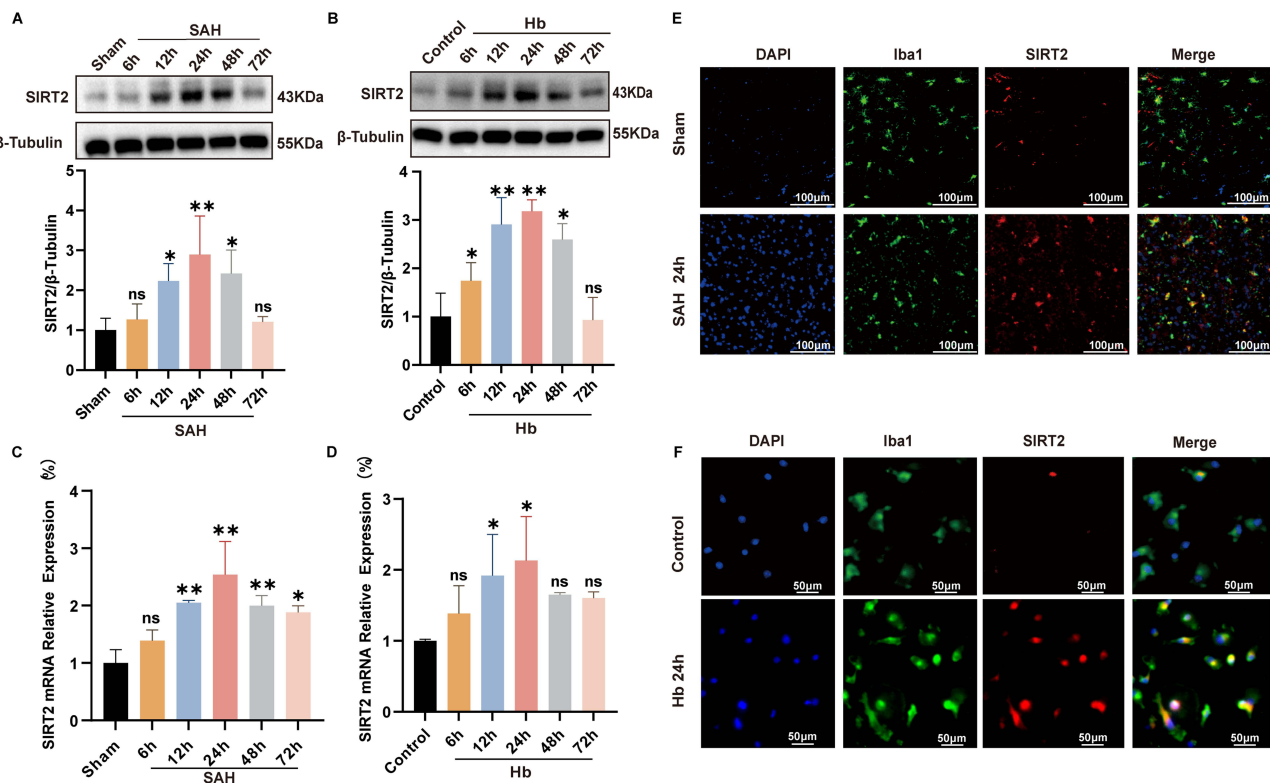 A
SAH
Sham 6h 12h 24h 48h 72h
SIRT2 43KDa
β-Tubulin 55KDa
SIRT2/β-Tubulin
5
4
3
2
1
0
ns * ** * ns
Sham 6h 12h 24h 48h 72h
SAH
B
Hb
Control 6h 12h 24h 48h 72h
SIRT2 43KDa
β-Tubulin 55KDa
SIRT2/β-Tubulin
4
3
2
1
0
* ** ** * ns
Control 6h 12h 24h 48h 72h
Hb
C
SIRT2 mRNA Relative Expression (%)
4
3
2
1
0
ns ** ** ** *
Sham 6h 12h 24h 48h 72h
SAH
D
SIRT2 mRNA Relative Expression (%)
3
2
1
0
ns * * ns ns
Control 6h 12h 24h 48h 72h
Hb
E
DAPI Iba1 SIRT2 Merge
Sham
100μm 100μm 100μm 100μm
SAH 24h
100μm 100μm 100μm 100μm
F
DAPI Iba1 SIRT2 Merge
Control
50μm 50μm 50μm 50μm
Hb 24h
50μm 50μm 50μm 50μm